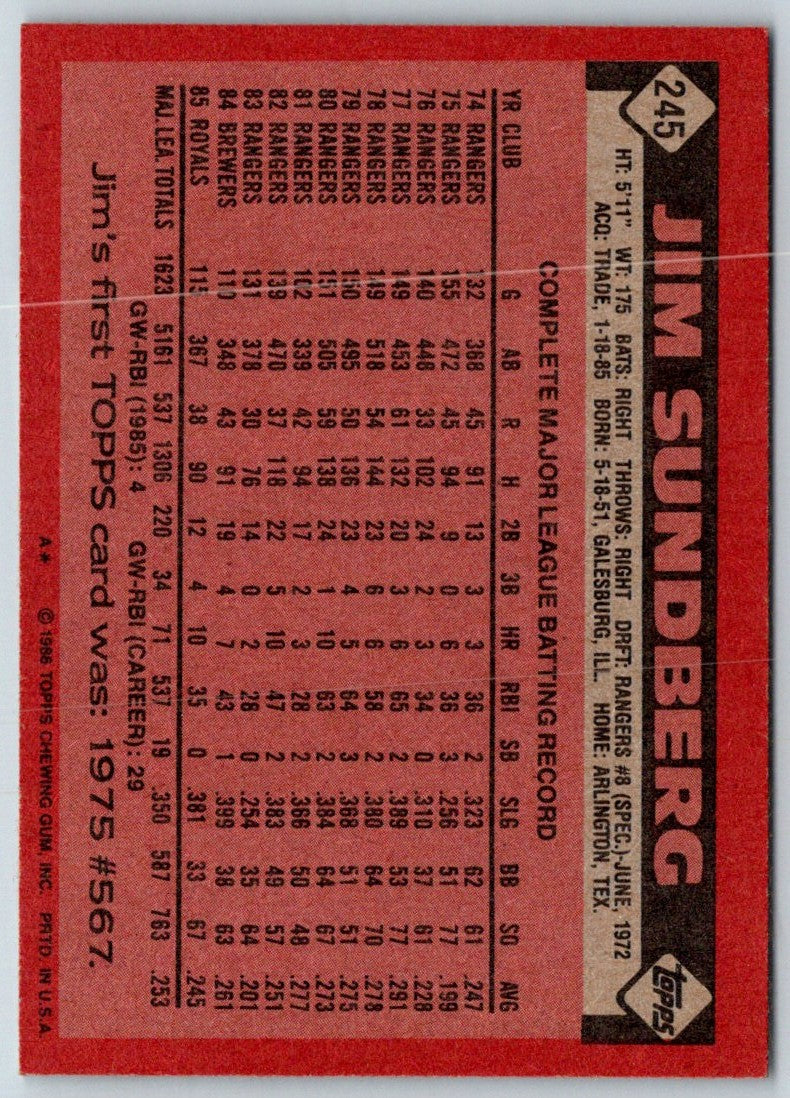 245
JIM SUNDBERG
topps
HT: 5'11" WT: 175 BATS: RIGHT THROWS: RIGHT DRFT: RANGERS #8 (SPEC.)-JUNE, 1972
ACQ: TRADE, 1-18-85 BORN: 5-18-51, GALESBURG, ILL. HOME: ARLINGTON, TEX.
COMPLETE MAJOR LEAGUE BATTING RECORD
YR CLUB G AB R H 2B 3B HR RBI SB SLG BB SO AVG
74 RANGERS 132 368 45 91 13 3 3 36 2 .323 62 61 .247
75 RANGERS 155 472 45 94 9 0 6 36 3 .256 51 77 .199
76 RANGERS 140 448 33 102 24 2 3 34 0 .310 37 61 .228
77 RANGERS 149 453 61 132 20 3 6 65 2 .389 53 77 .291
78 RANGERS 149 518 54 144 23 6 6 58 2 .380 64 70 .278
79 RANGERS 150 495 50 136 23 4 5 64 3 .368 51 51 .275
80 RANGERS 151 505 59 138 24 1 10 63 2 .384 64 67 .273
81 RANGERS 102 339 42 94 17 2 3 28 2 .366 50 48 .277
82 RANGERS 139 470 37 118 22 5 10 47 2 .383 49 57 .251
83 RANGERS 131 378 30 76 14 0 2 28 0 .254 35 64 .201
84 BREWERS 110 348 43 91 19 4 7 43 1 .399 38 63 .261
85 ROYALS 115 367 38 90 12 4 10 35 0 .381 33 67 .245
MAJ. LEA. TOTALS 1623 5161 537 1306 220 34 71 537 19 .350 587 763 .253
GW-RBI (1985): 4 GW-RBI (CAREER): 29
Jim's first TOPPS card was: 1975 #567.
A* © 1986 TOPPS CHEWING GUM, INC. PRTD. IN U.S.A.